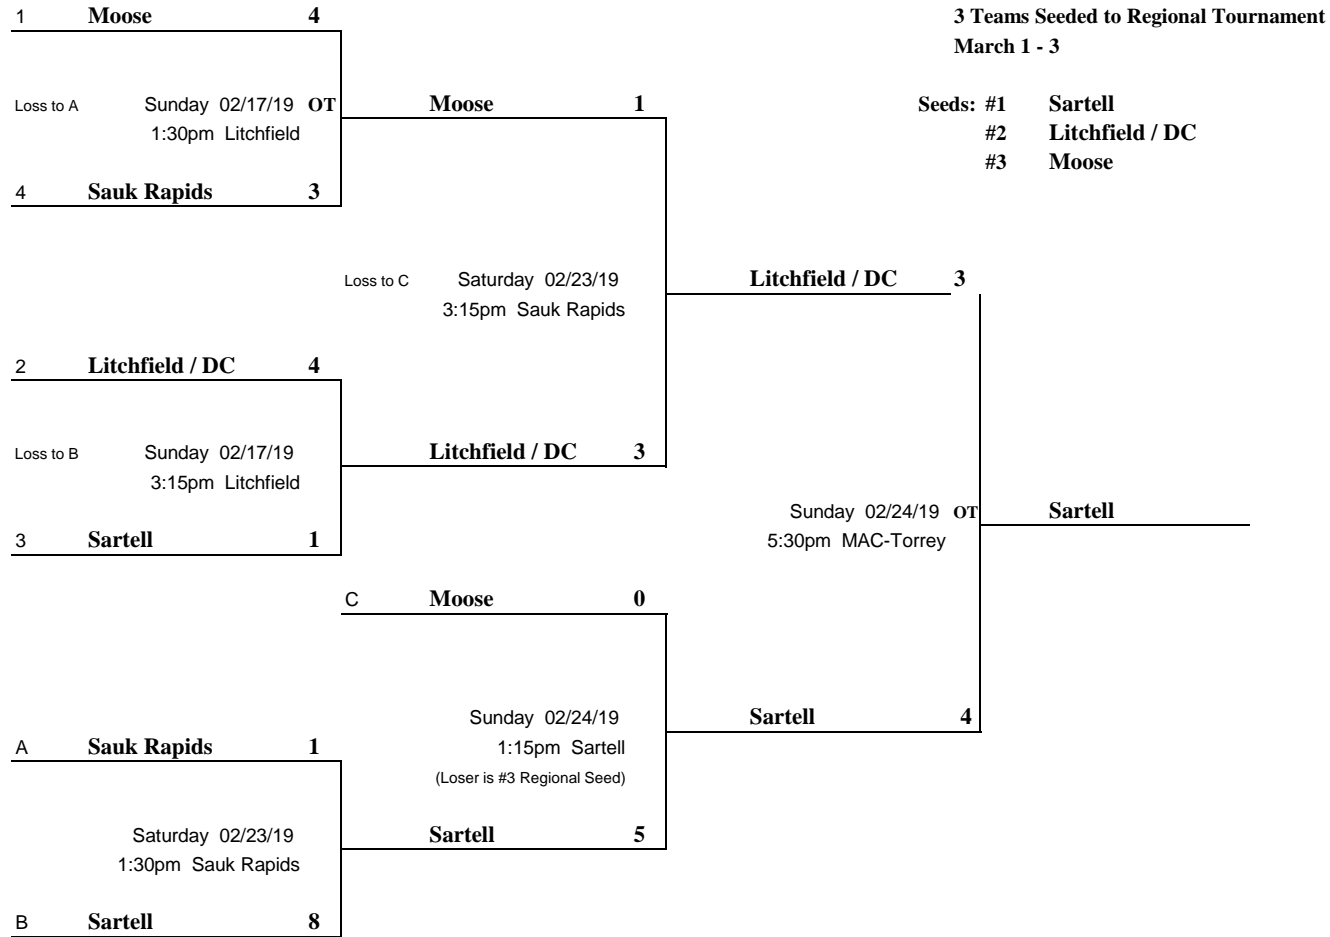 1 Moose 4
3 Teams Seeded to Regional Tournament
March 1 - 3
Loss to A Sunday 02/17/19 OT Moose 1
Seeds: #1 Sartell
1:30pm Litchfield
#2 Litchfield / DC
#3 Moose
4 Sauk Rapids 3
Loss to C Saturday 02/23/19 Litchfield / DC 3
3:15pm Sauk Rapids
2 Litchfield / DC 4
Loss to B Sunday 02/17/19 Litchfield / DC 3
3:15pm Litchfield
Sunday 02/24/19 OT Sartell
3 Sartell 1
5:30pm MAC-Torrey
C Moose 0
Sunday 02/24/19 Sartell 4
A Sauk Rapids 1
1:15pm Sartell
(Loser is #3 Regional Seed)
Saturday 02/23/19 Sartell 5
1:30pm Sauk Rapids
B Sartell 8